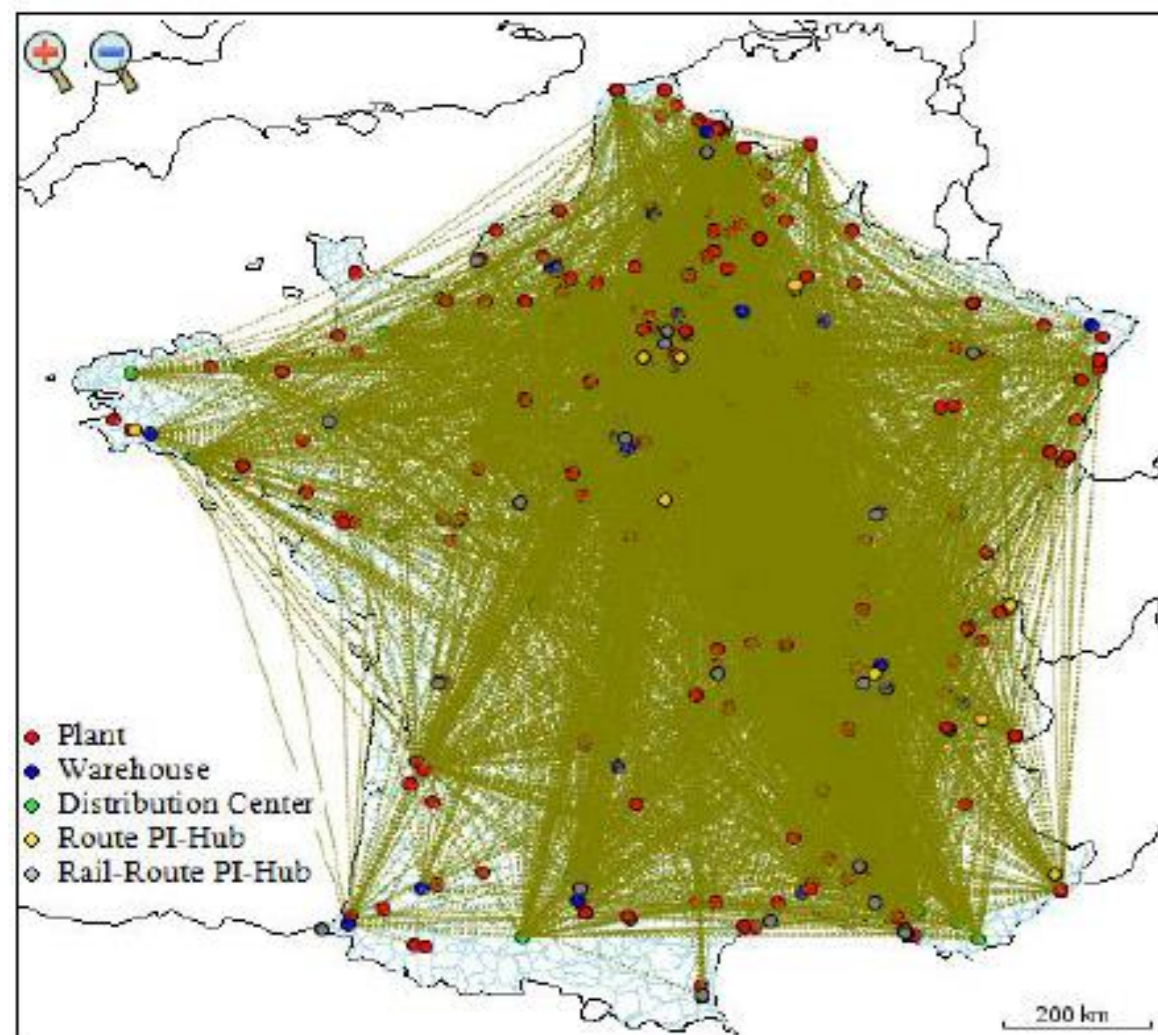 Plant
Warehouse
Distribution Center
Route PI-Hub
Rail-Route PI-Hub
200 km